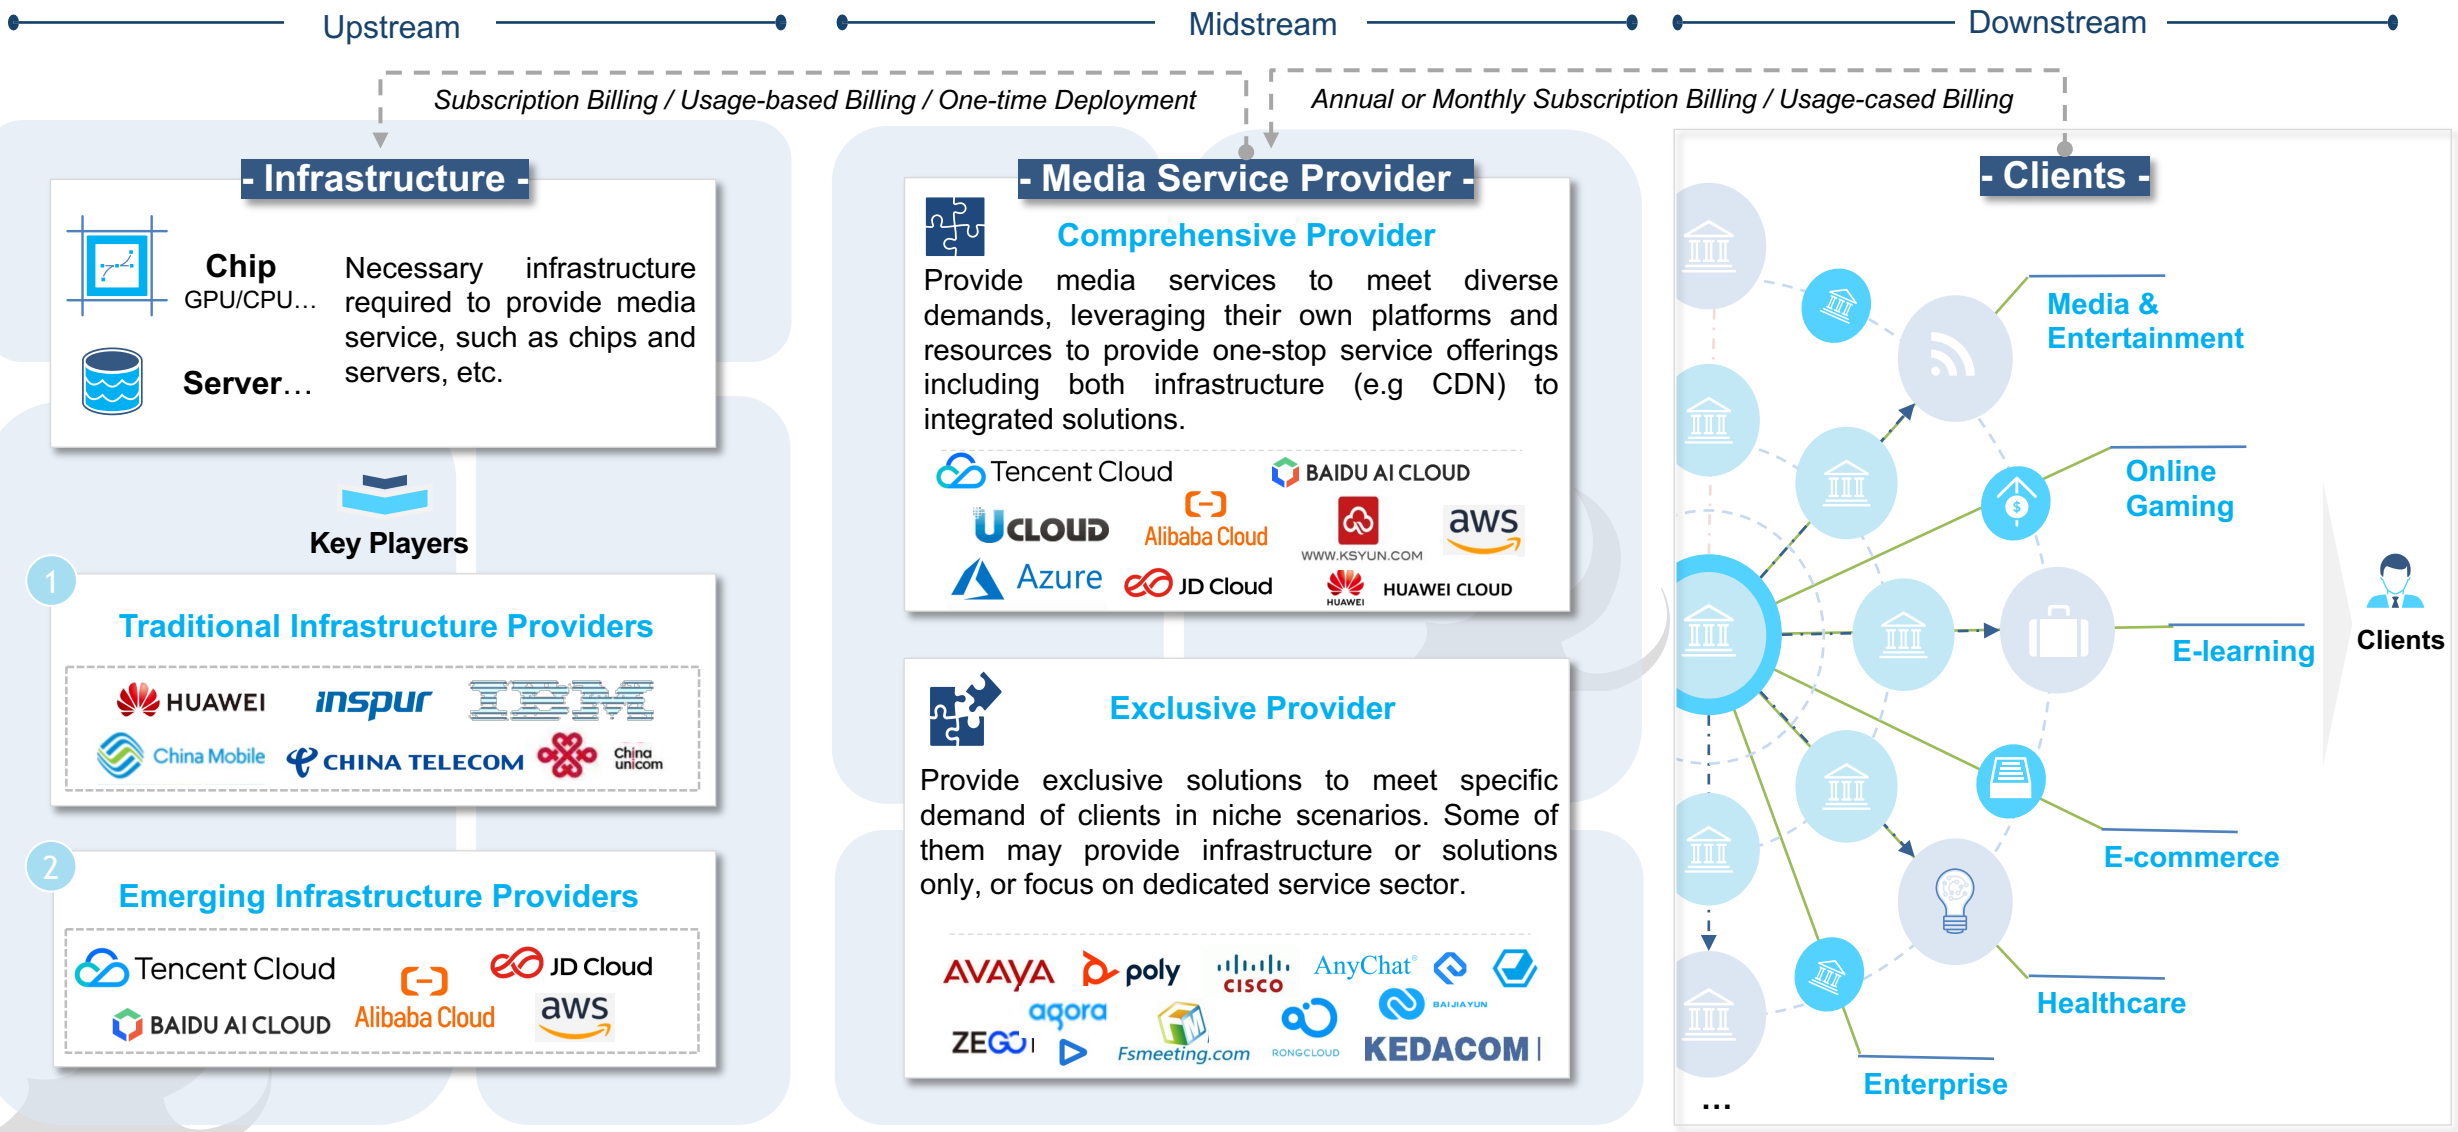 Upstream
Midstream
Downstream
Subscription Billing / Usage-based Billing / One-time Deployment
Annual or Monthly Subscription Billing / Usage-cased Billing
- Infrastructure -
Chip
GPU/CPU...
Server...
Necessary infrastructure
required to provide media
service, such as chips and
servers, etc.
Key Players
1
Traditional Infrastructure Providers
HUAWEI
inspur
IBM
China Mobile
CHINA TELECOM
China
unicom
2
Emerging Infrastructure Providers
Tencent Cloud
JD Cloud
BAIDU AI CLOUD
Alibaba Cloud
aws
- Media Service Provider -
Comprehensive Provider
Provide media services to meet diverse
demands, leveraging their own platforms and
resources to provide one-stop service offerings
including both infrastructure (e.g CDN) to
integrated solutions.
Tencent Cloud
BAIDU AI CLOUD
UCLOUD
Alibaba Cloud
WWW.KSYUN.COM
aws
Azure
JD Cloud
HUAWEI
HUAWEI CLOUD
Exclusive Provider
Provide exclusive solutions to meet specific
demand of clients in niche scenarios. Some of
them may provide infrastructure or solutions
only, or focus on dedicated service sector.
AVAYA
poly
CISCO
AnyChat
agora
ZEGO
Fsmeeting.com
RONGCLOUD
BAIJIAYUN
KEDACOM
- Clients -
Media &
Entertainment
Online
Gaming
E-learning
E-commerce
Healthcare
Enterprise
...
Clients